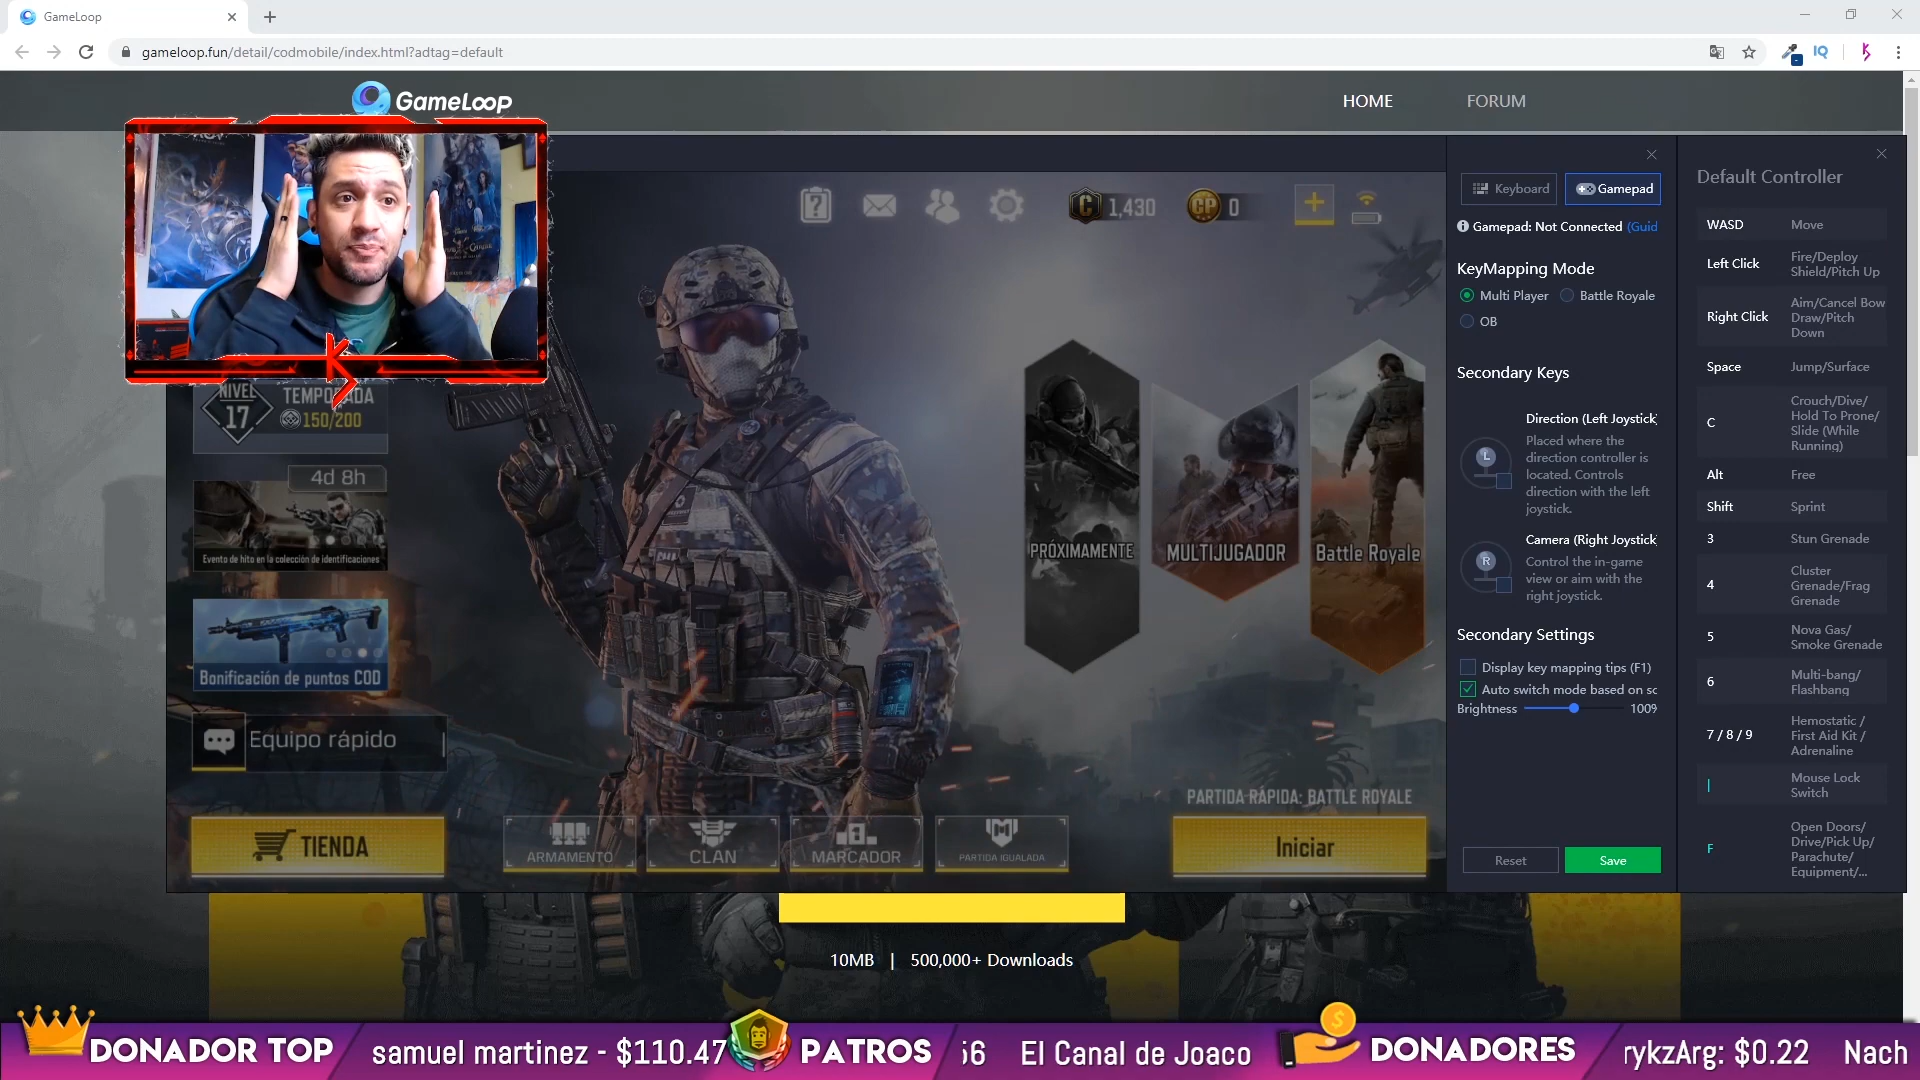 GameLoop
gameloop.fun/detail/codmobile/index.html?adtag=default
IQ
GameLoop
HOME
FORUM
1,430
CP
0
NIVEL
17
TEMPORADA
150/200
4d 8h
Evento de hito en la colección de identificaciones
Bonificación de puntos COD
Equipo rápido
TIENDA
ARMAMENTO
CLAN
MARCADOR
PARTIDA IGUALADA
PRÓXIMAMENTE
MULTIJUGADOR
Battle Royale
PARTIDA RÁPIDA: BATTLE ROYALE
Iniciar
Keyboard
Gamepad
Gamepad: Not Connected (Guid
KeyMapping Mode
Multi Player
Battle Royale
OB
Secondary Keys
Direction (Left Joystick)
L
Placed where the
direction controller is
located. Controls
direction with the left
joystick.
Camera (Right Joystick)
R
Control the in-game
view or aim with the
right joystick.
Secondary Settings
Display key mapping tips (F1)
Auto switch mode based on sc
Brightness
100%
Reset
Save
Default Controller
WASD
Move
Left Click
Fire/Deploy
Shield/Pitch Up
Right Click
Aim/Cancel Bow
Draw/Pitch
Down
Space
Jump/Surface
C
Crouch/Dive/
Hold To Prone/
Slide (While
Running)
Alt
Free
Shift
Sprint
3
Stun Grenade
4
Cluster
Grenade/Frag
Grenade
5
Nova Gas/
Smoke Grenade
6
Multi-bang/
Flashbang
7 / 8 / 9
Hemostatic /
First Aid Kit /
Adrenaline
|
Mouse Lock
Switch
F
Open Doors/
Drive/Pick Up/
Parachute/
Equipment/...
10MB | 500,000+ Downloads
DONADOR TOP
samuel martinez - $110.47
PATROS
56 El Canal de Joaco
DONADORES
rykzArg: $0.22 Nach